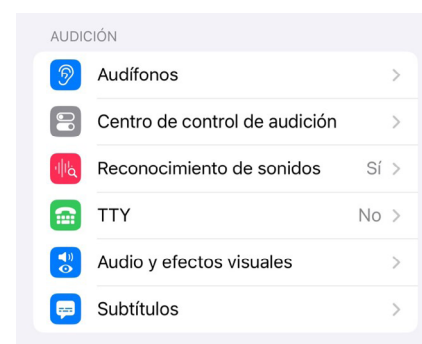 AUDICIÓN
Audífonos
Centro de control de audición
Reconocimiento de sonidos Sí
TTY No
Audio y efectos visuales
Subtítulos